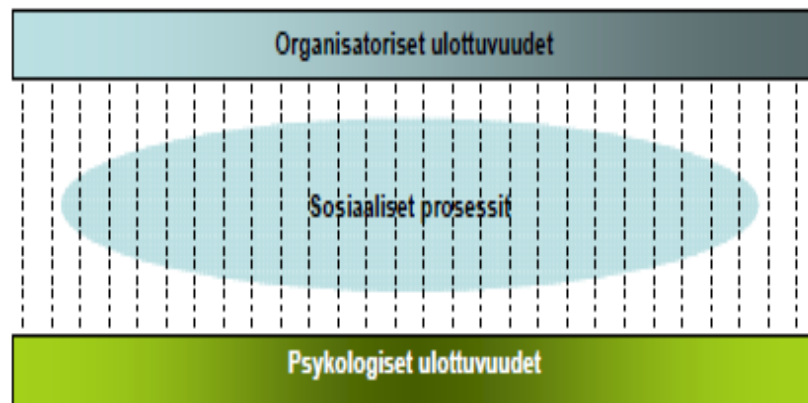 Organisatoriset ulottuvuudet
Sosiaaliset prosessit
Psykologiset ulottuvuudet